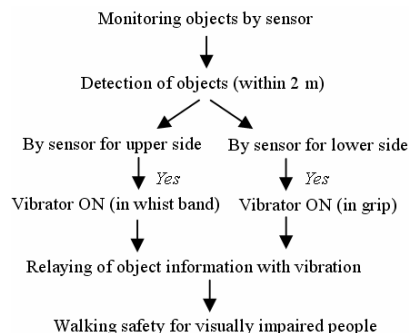 Monitoring objects by sensor
Detection of objects (within 2 m)
By sensor for upper side
By sensor for lower side
Yes
Yes
Vibrator ON (in whist band)
Vibrator ON (in grip)
Relaying of object information with vibration
Walking safety for visually impaired people